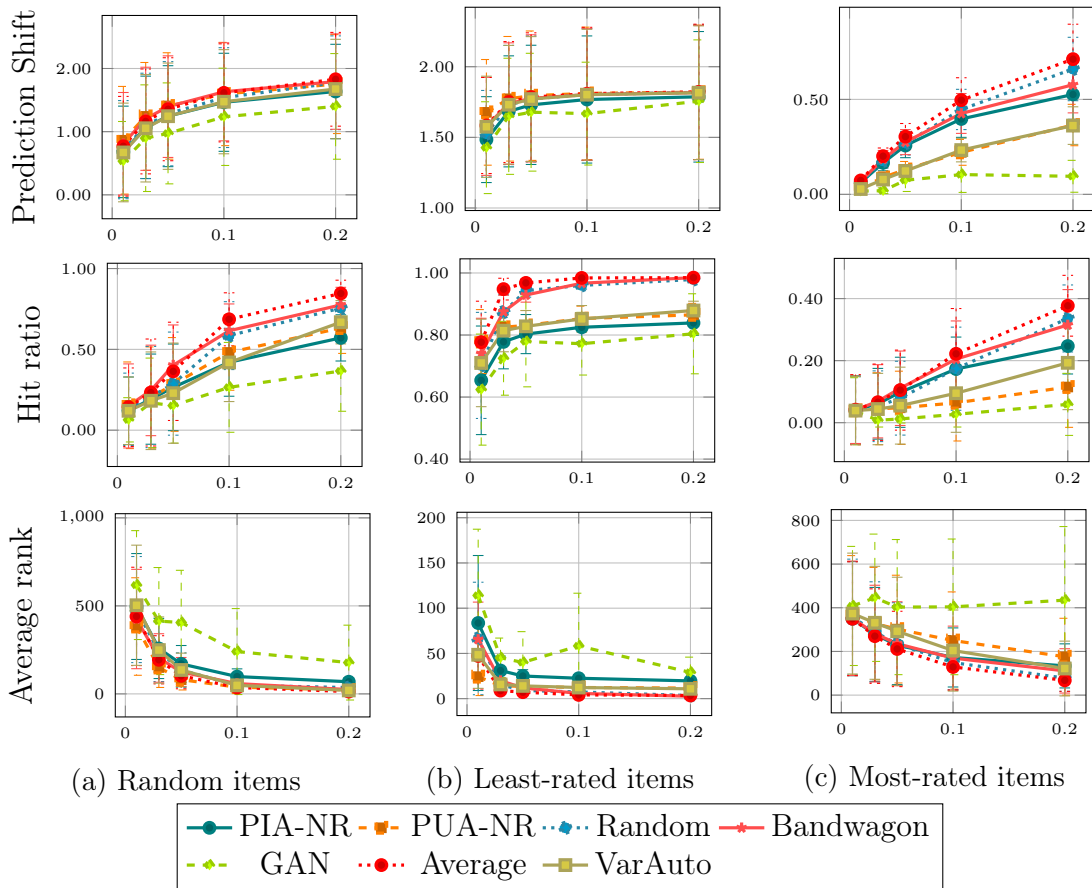 Prediction Shift
2.00
1.00
0.00
0 0.1 0.2
2.00
1.50
1.00
0 0.1 0.2
0.50
0.00
0 0.1 0.2
Hit ratio
1.00
0.50
0.00
0 0.1 0.2
1.00
0.80
0.60
0.40
0 0.1 0.2
0.40
0.20
0.00
0 0.1 0.2
Average rank
1,000
500
0
0 0.1 0.2
200
150
100
50
0
0 0.1 0.2
800
600
400
200
0
0 0.1 0.2
(a) Random items
(b) Least-rated items
(c) Most-rated items
PIA-NR PUA-NR Random Bandwagon
GAN Average VarAuto